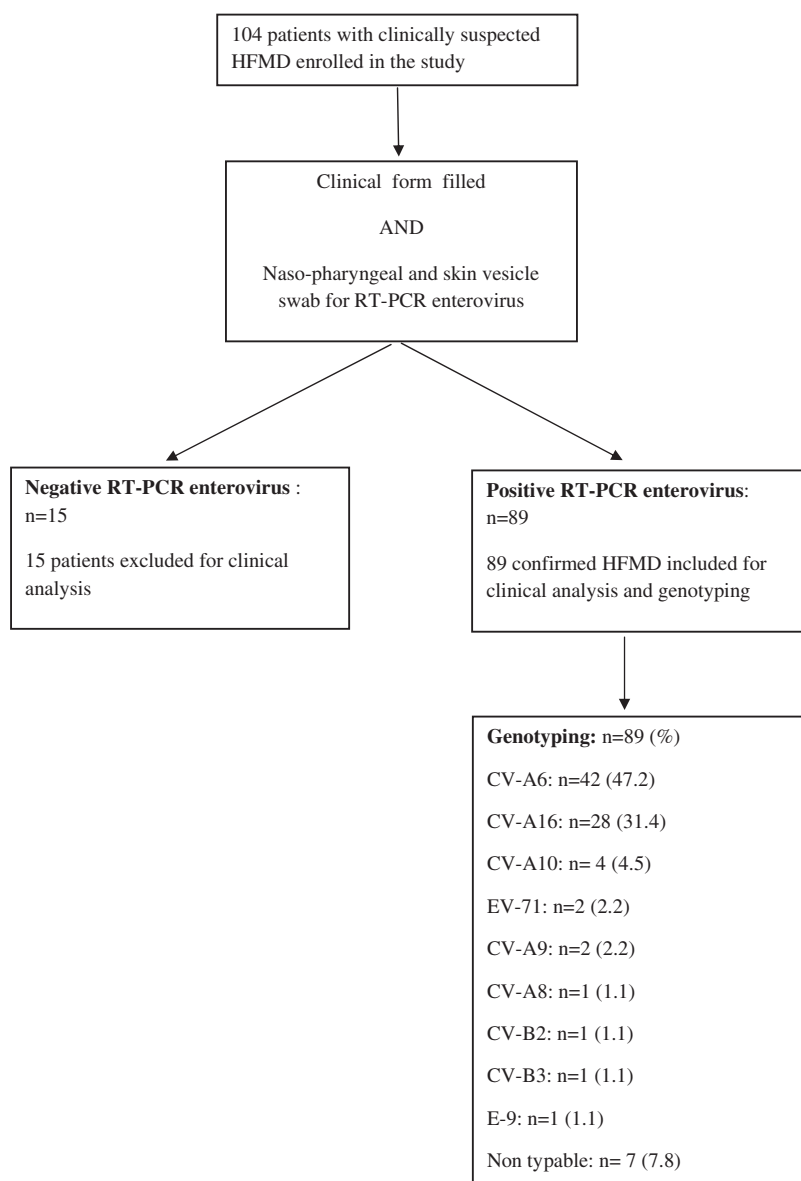 104 patients with clinically suspected
HFMD enrolled in the study
Clinical form filled
AND
Naso-pharyngeal and skin vesicle
swab for RT-PCR enterovirus
Negative RT-PCR enterovirus :
n=15
15 patients excluded for clinical
analysis
Positive RT-PCR enterovirus:
n=89
89 confirmed HFMD included for
clinical analysis and genotyping
Genotyping: n=89 (%)
CV-A6: n=42 (47.2)
CV-A16: n=28 (31.4)
CV-A10: n= 4 (4.5)
EV-71: n=2 (2.2)
CV-A9: n=2 (2.2)
CV-A8: n=1 (1.1)
CV-B2: n=1 (1.1)
CV-B3: n=1 (1.1)
E-9: n=1 (1.1)
Non typable: n= 7 (7.8)